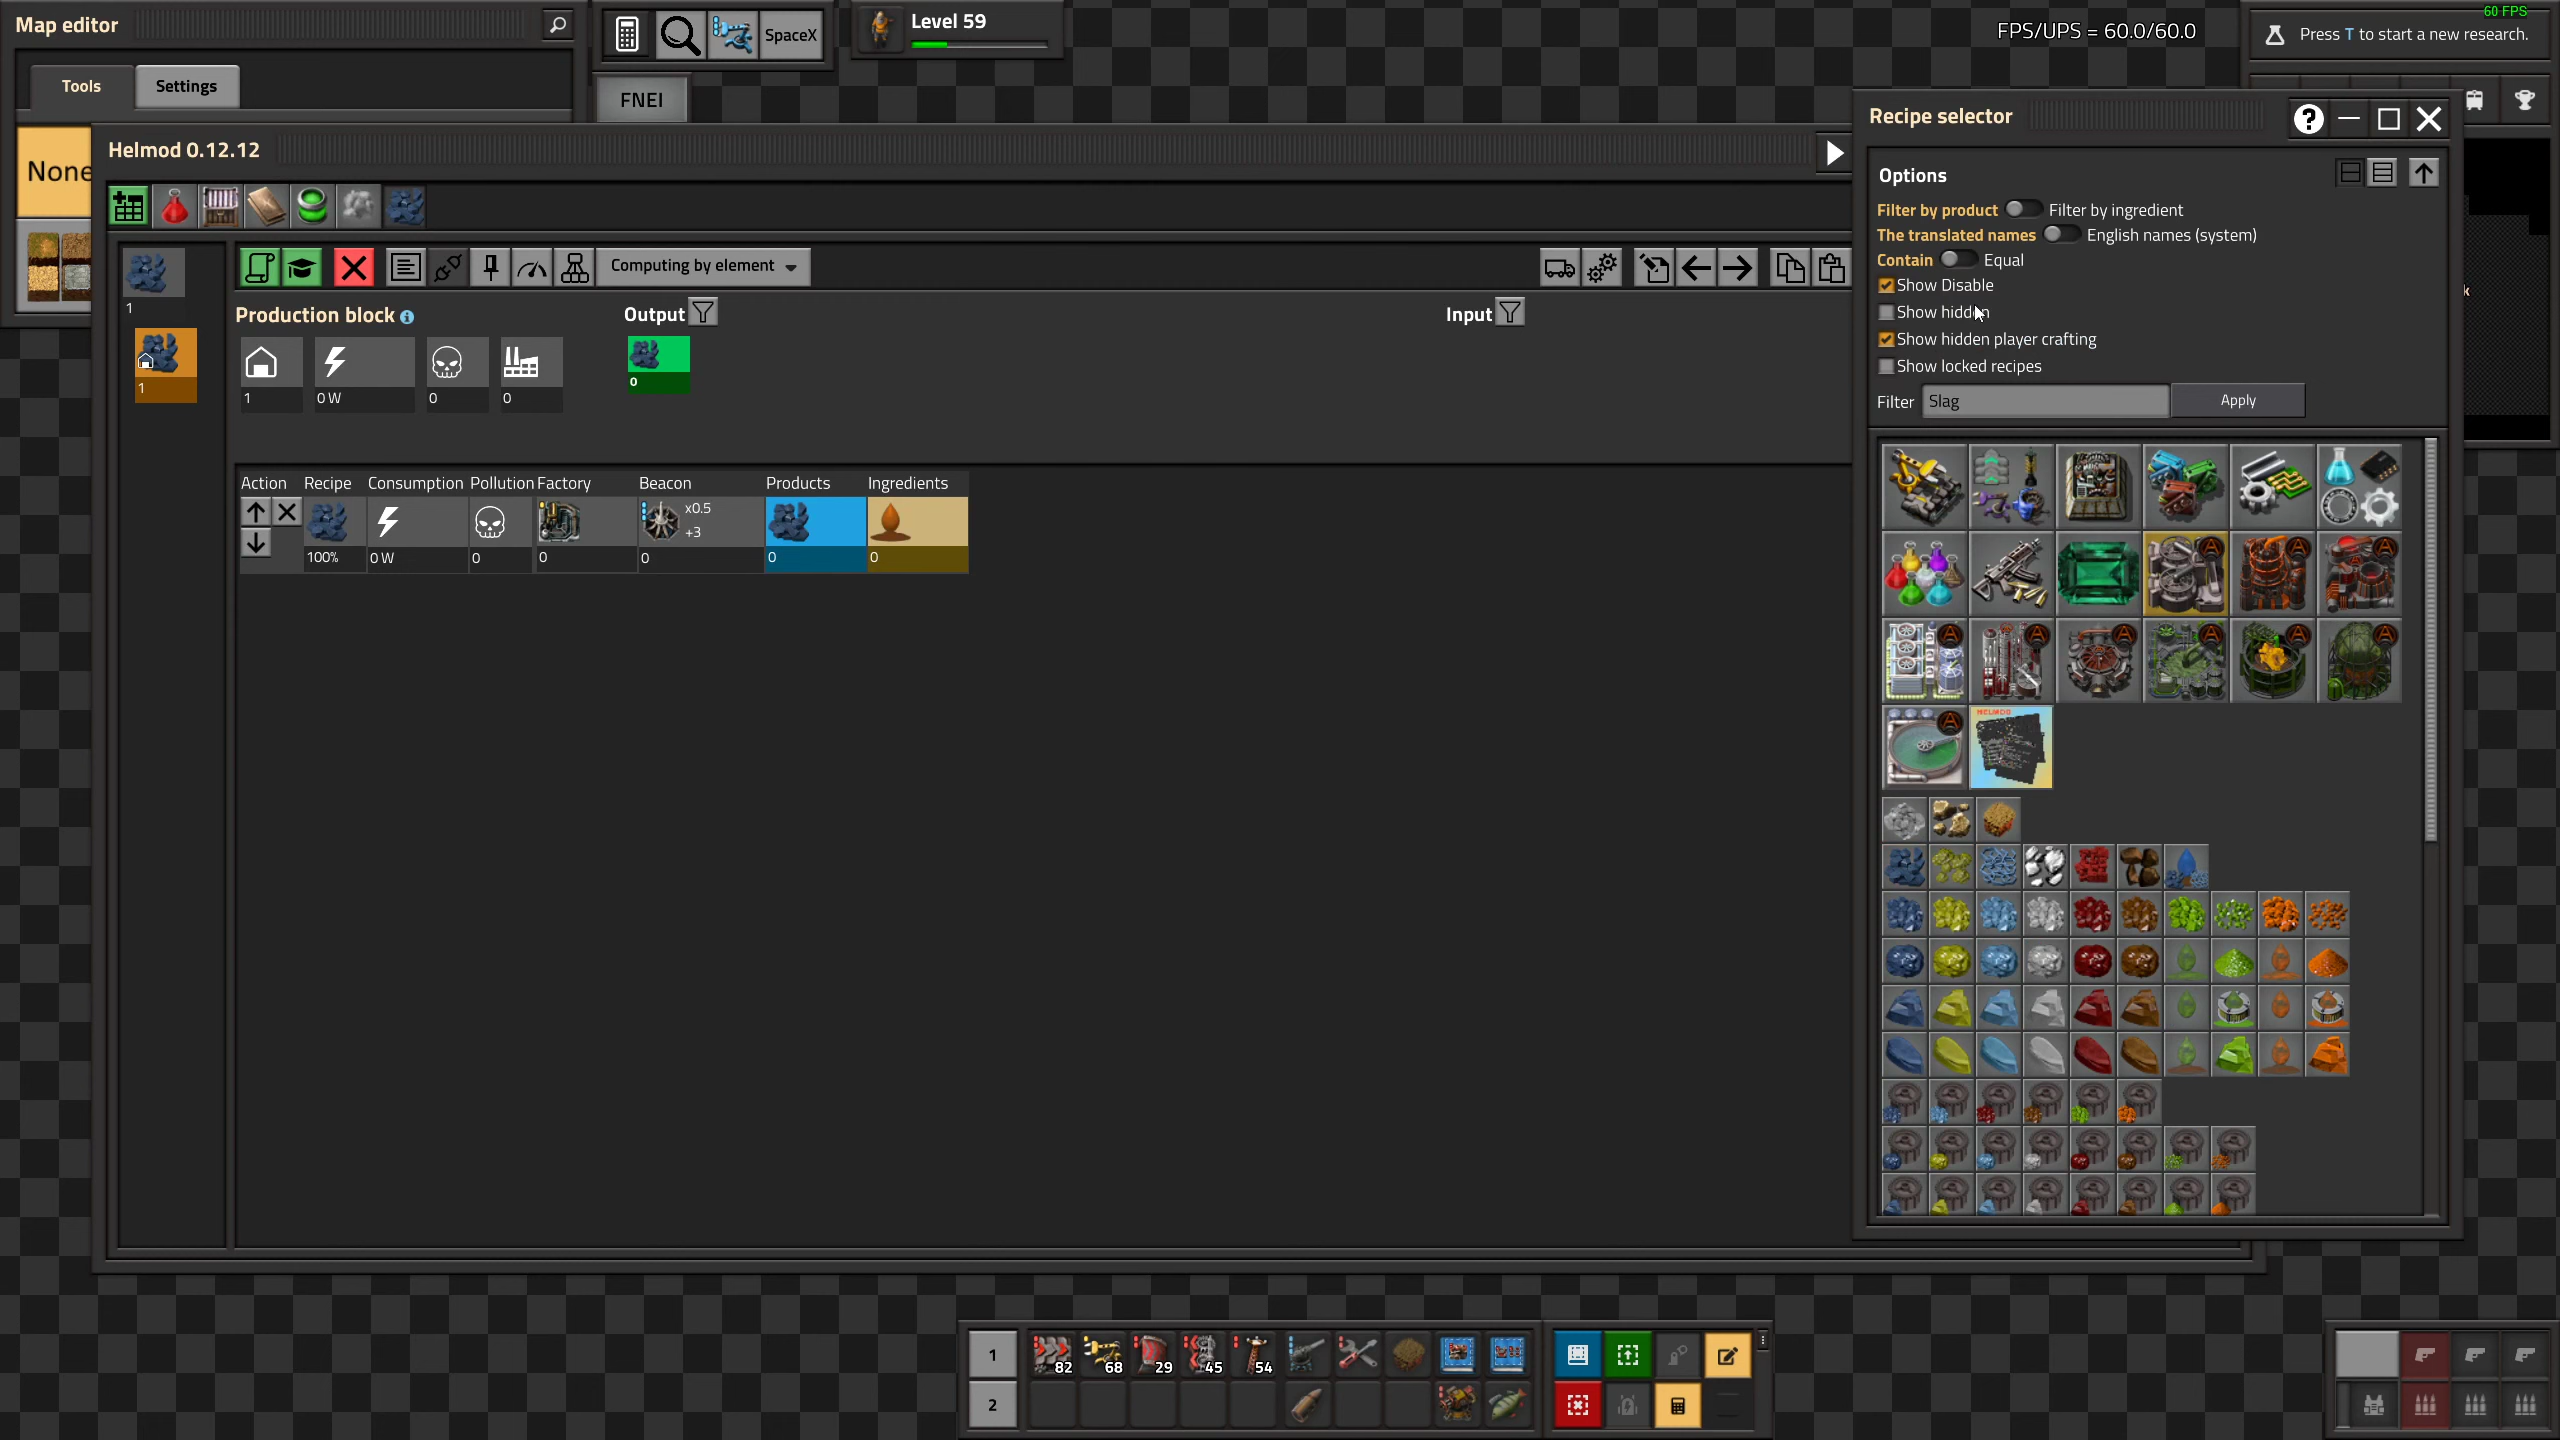 60 FPS
Map editor
SpaceX
Level 59
FPS/UPS = 60.0/60.0
Press T to start a new research.
Tools
Settings
FNEI
Recipe selector
Helmod 0.12.12
None
Options
Filter by product
Filter by ingredient
The translated names
English names (system)
Contain
Equal
Show Disable
Show hidden
Show hidden player crafting
Show locked recipes
Filter
Slag
Apply
Computing by element
1
Production block
Output
Input
1
1
0 W
0
0
0
Action
Recipe
Consumption
Pollution
Factory
Beacon
Products
Ingredients
x0.5
+3
100%
0 W
0
0
0
0
0
HELMOD
1
82
68
29
45
54
2